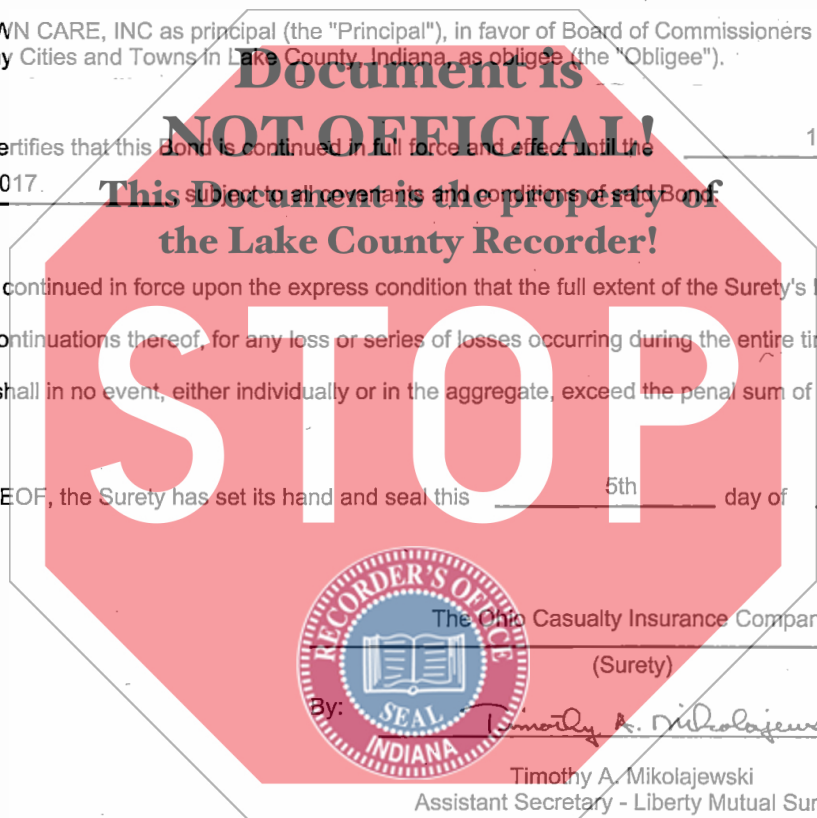 WN CARE, INC as principal (the "Principal"), in favor of Board of Commissioners
y Cities and Towns in Lake County, Indiana, as obligee (the "Obligee").
Document is
NOT OFFICIAL!
ertifies that this Bond is continued in full force and effect until the 1
This Document is the property of
017. , subject to all covenants and conditions of said Bond.
the Lake County Recorder!
continued in force upon the express condition that the full extent of the Surety's
ontinuations thereof, for any loss or series of losses occurring during the entire
shall in no event, either individually or in the aggregate, exceed the penal sum of
STOP
EOF, the Surety has set its hand and seal this 5th day of
The Ohio Casualty Insurance Compan
(Surety)
RECORDER'S OFFICE
SEAL
INDIANA
By: Timothy A. Mikolajews
Timothy A. Mikolajewski
Assistant Secretary - Liberty Mutual Sur